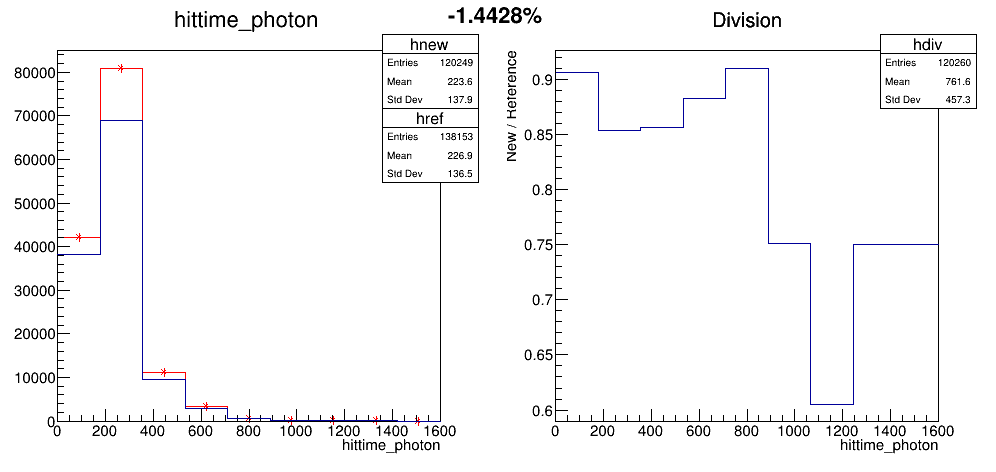 -1.4428%
hittime_photon
hnew
Entries 120249
Mean 223.6
Std Dev 137.9
href
Entries 138153
Mean 226.9
Std Dev 136.5
80000
70000
60000
50000
40000
30000
20000
10000
0
0 200 400 600 800 1000 1200 1400 1600
hittime_photon
Division
hdiv
Entries 120260
Mean 761.6
Std Dev 457.3
New / Reference
0.9
0.85
0.8
0.75
0.7
0.65
0.6
0 200 400 600 800 1000 1200 1400 1600
hittime_photon